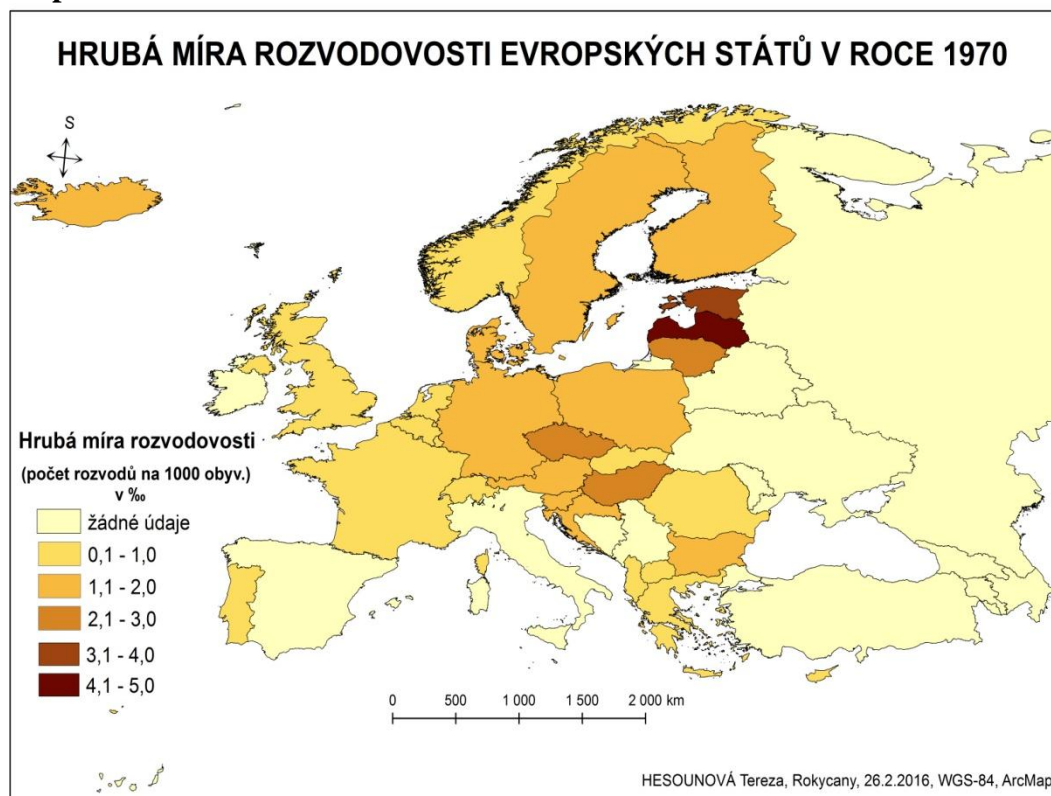 HRUBÁ MÍRA ROZVODOVOSTI EVROPSKÝCH STÁTŮ V ROCE 1970
S
Hrubá míra rozvodovosti
(počet rozvodů na 1000 obyv.)
v ‰
žádné údaje
0,1 - 1,0
1,1 - 2,0
2,1 - 3,0
3,1 - 4,0
4,1 - 5,0
0 500 1 000 1 500 2 000 km
HESOUNOVÁ Tereza, Rokycany, 26.2.2016, WGS-84, ArcMap